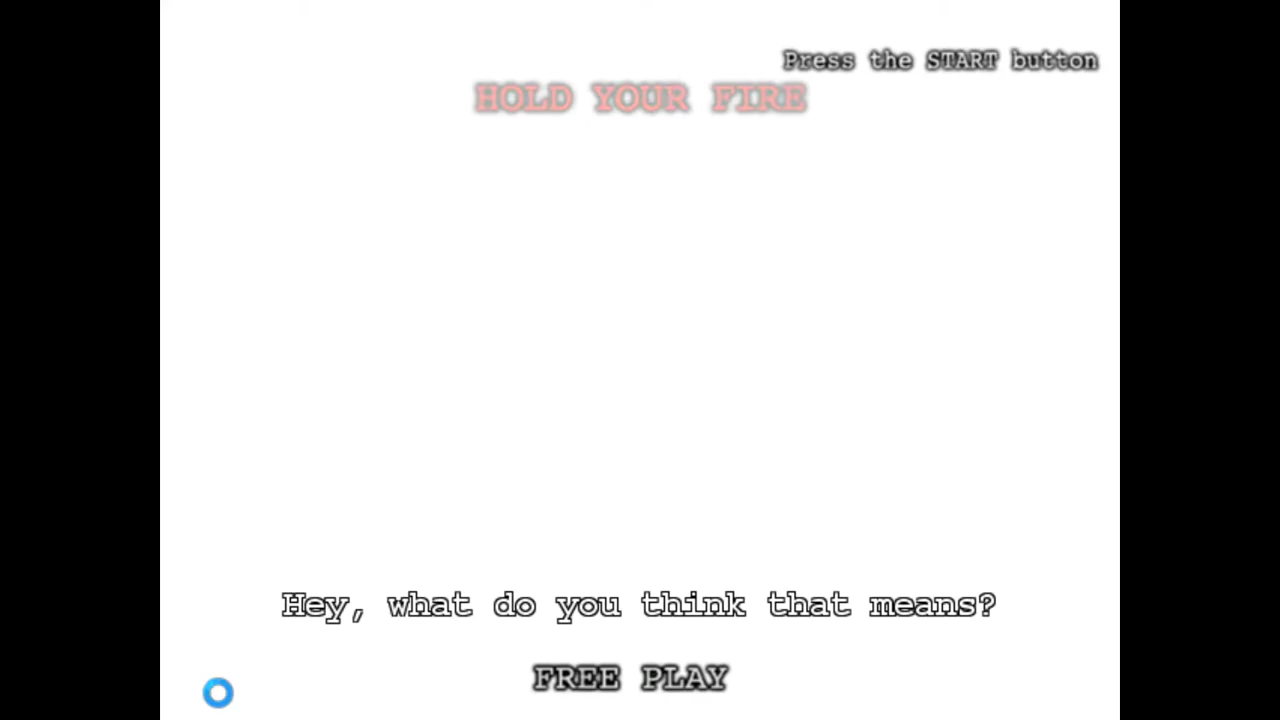 Press the START button
HOLD YOUR FIRE
Hey, what do you think that means?
FREE PLAY